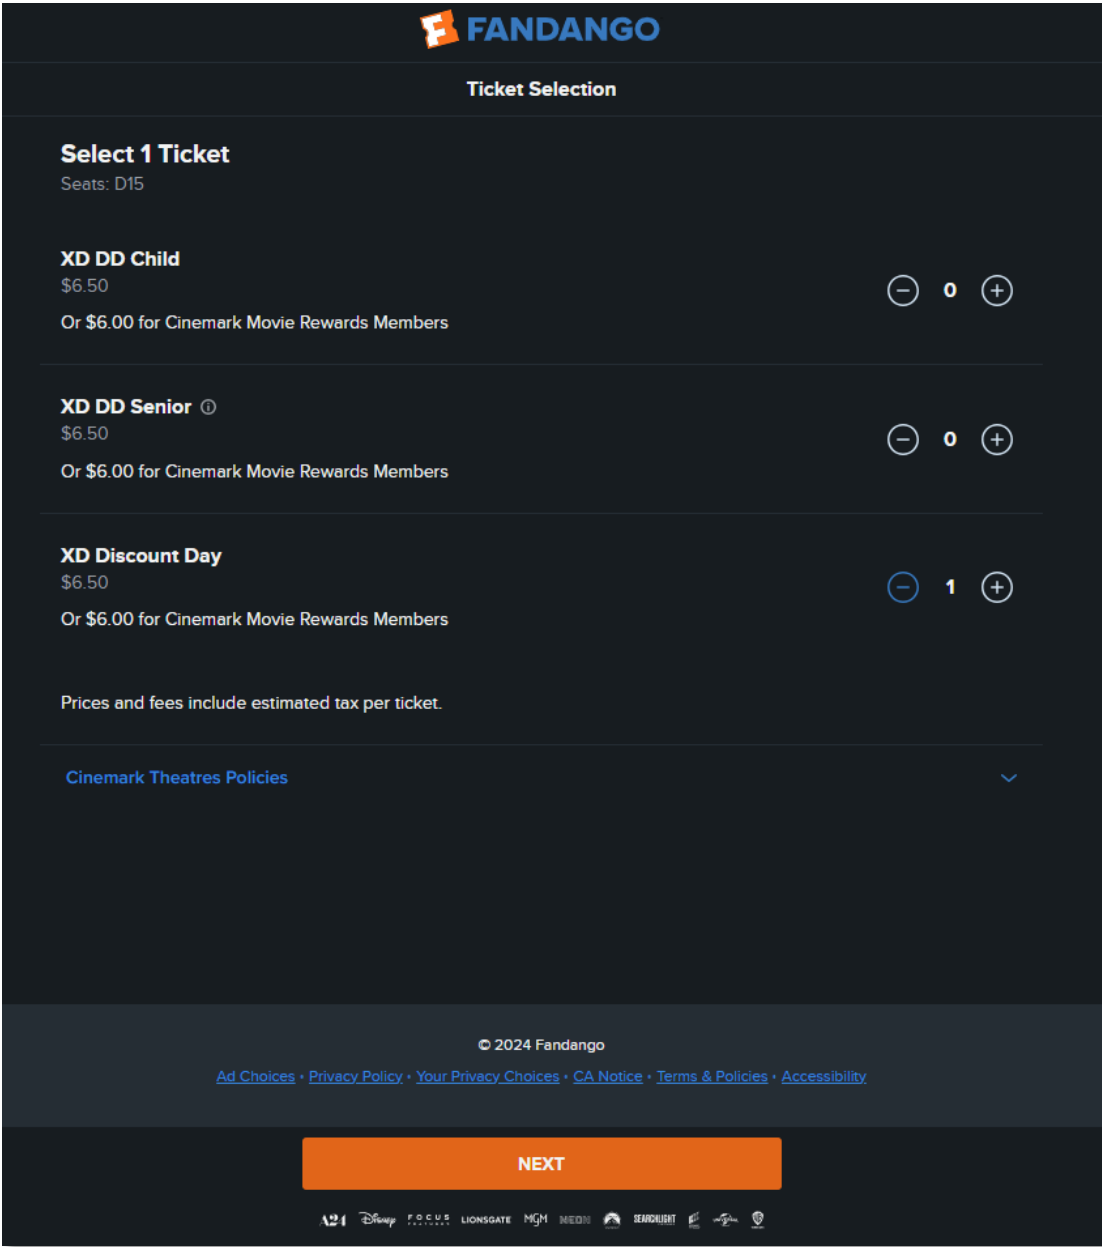 FANDANGO
Ticket Selection
Select 1 Ticket
Seats: D15
XD DD Child
$6.50
Or $6.00 for Cinemark Movie Rewards Members
0
XD DD Senior
$6.50
Or $6.00 for Cinemark Movie Rewards Members
0
XD Discount Day
$6.50
Or $6.00 for Cinemark Movie Rewards Members
1
Prices and fees include estimated tax per ticket.
Cinemark Theatres Policies
© 2024 Fandango
Ad Choices • Privacy Policy • Your Privacy Choices • CA Notice • Terms & Policies • Accessibility
NEXT
A24 Disney FOCUS FEATURES LIONSGATE MGM NEON SEARCHLIGHT